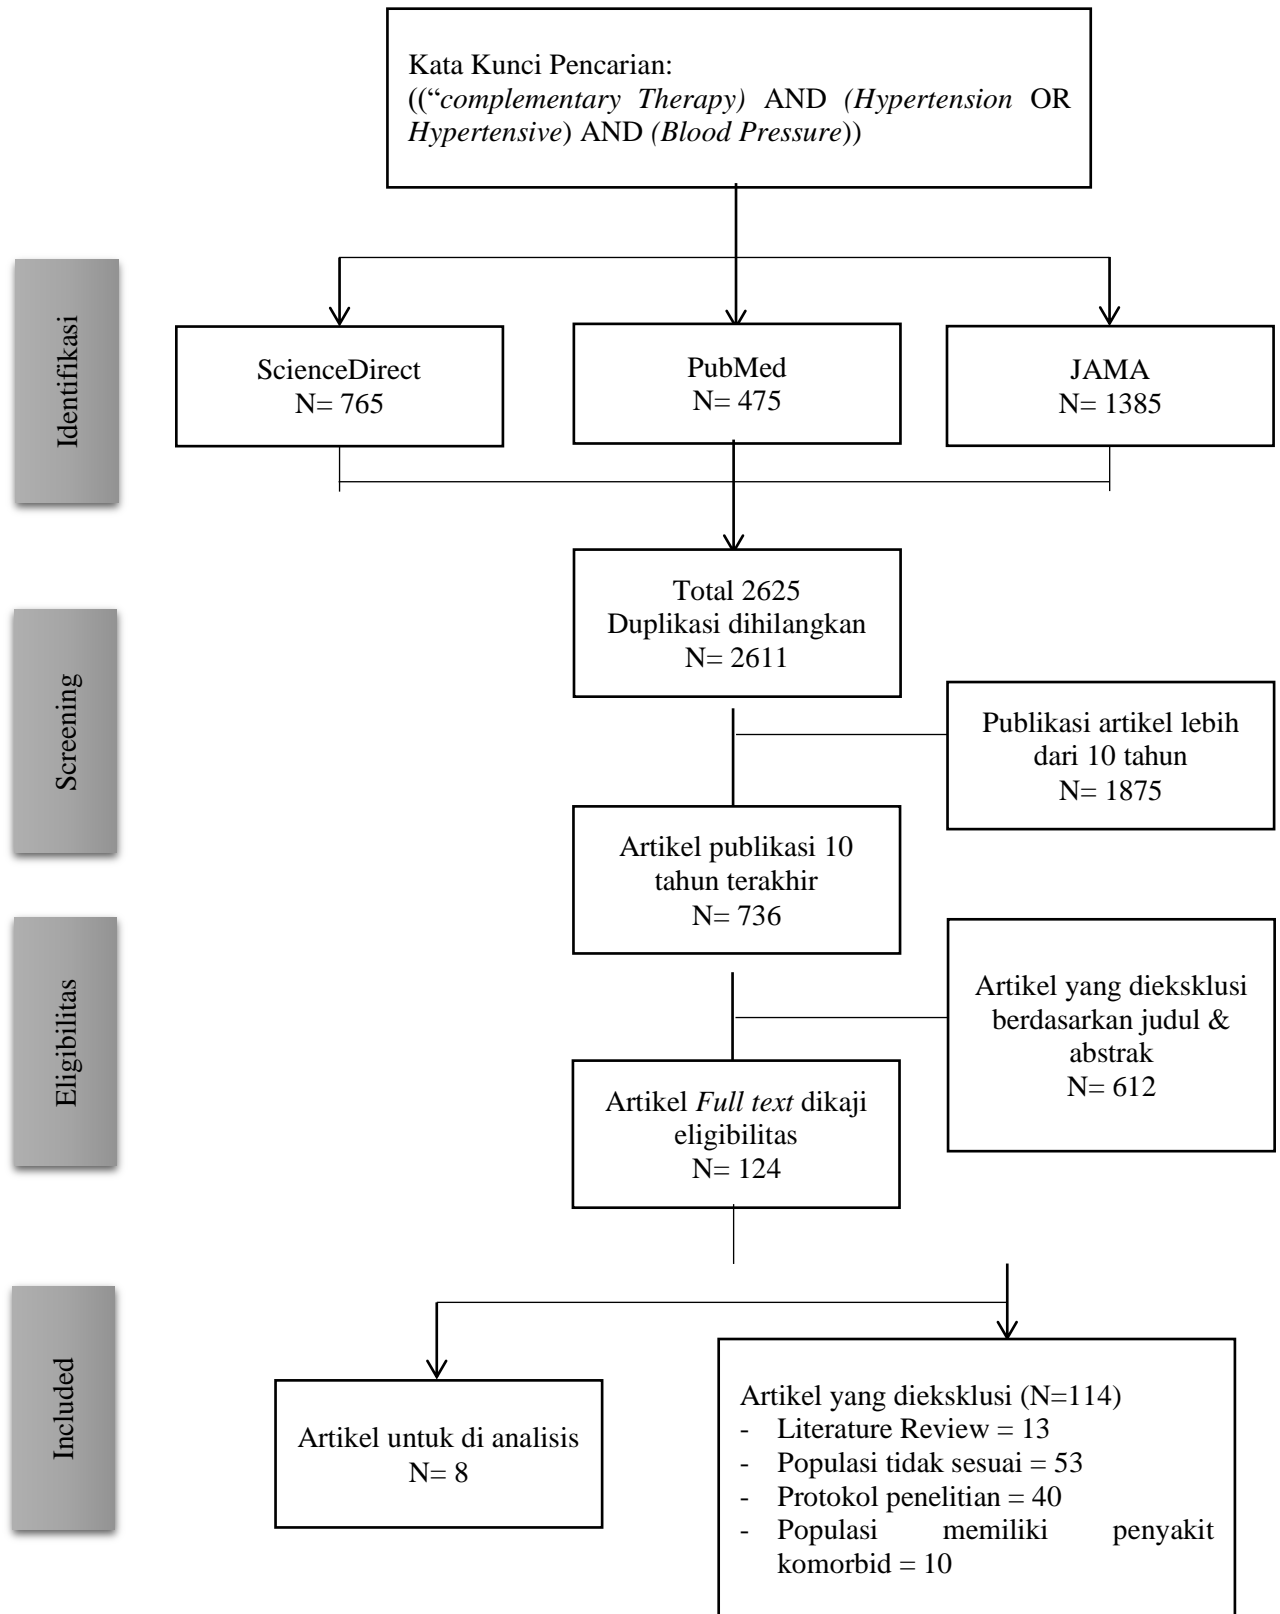 Kata Kunci Pencarian:
((“complementary Therapy) AND (Hypertension OR
Hypertensive) AND (Blood Pressure))
Identifikasi
ScienceDirect
N= 765
PubMed
N= 475
JAMA
N= 1385
Screening
Total 2625
Duplikasi dihilangkan
N= 2611
Publikasi artikel lebih
dari 10 tahun
N= 1875
Artikel publikasi 10
tahun terakhir
N= 736
Eligibilitas
Artikel yang dieksklusi
berdasarkan judul &
abstrak
N= 612
Artikel Full text dikaji
eligibilitas
N= 124
Included
Artikel untuk di analisis
N= 8
Artikel yang dieksklusi (N=114)
- Literature Review = 13
- Populasi tidak sesuai = 53
- Protokol penelitian = 40
- Populasi memiliki penyakit
komorbid = 10